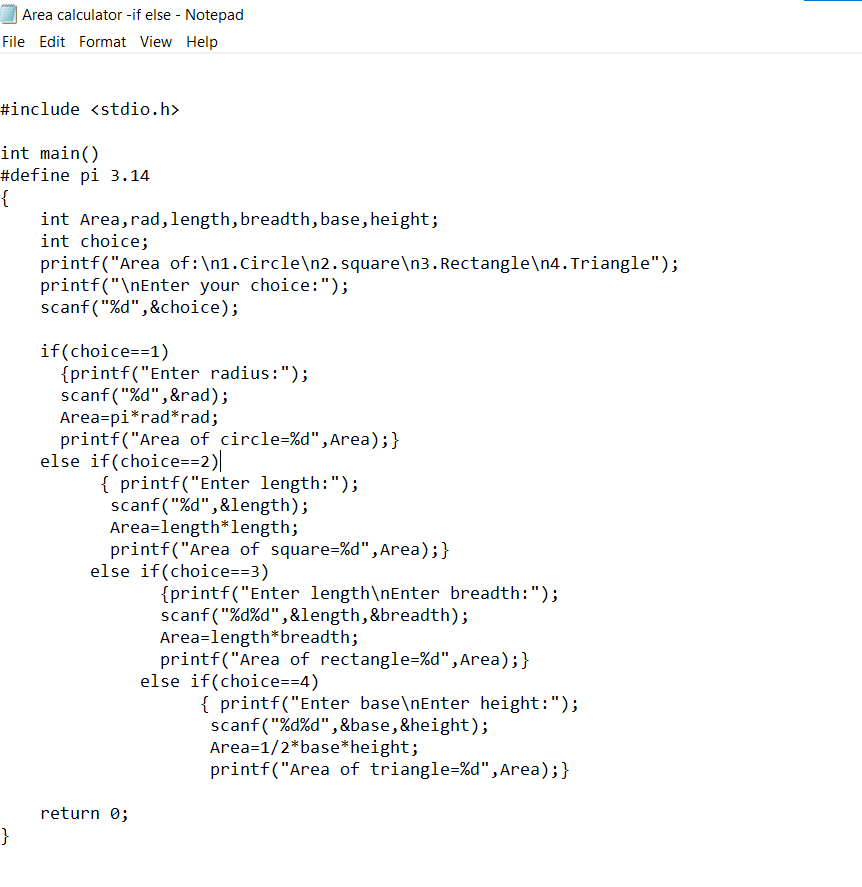 Area calculator -if else - Notepad
File Edit Format View Help
#include <stdio.h>
int main()
#define pi 3.14
{
    int Area,rad,length,breadth,base,height;
    int choice;
    printf("Area of:\n1.Circle\n2.square\n3.Rectangle\n4.Triangle");
    printf("\nEnter your choice:");
    scanf("%d",&choice);
    if(choice==1)
      {printf("Enter radius:");
      scanf("%d",&rad);
      Area=pi*rad*rad;
      printf("Area of circle=%d",Area);}
    else if(choice==2)
          { printf("Enter length:");
           scanf("%d",&length);
           Area=length*length;
           printf("Area of square=%d",Area);}
         else if(choice==3)
                {printf("Enter length\nEnter breadth:");
                scanf("%d%d",&length,&breadth);
                Area=length*breadth;
                printf("Area of rectangle=%d",Area);}
              else if(choice==4)
                    { printf("Enter base\nEnter height:");
                     scanf("%d%d",&base,&height);
                     Area=1/2*base*height;
                     printf("Area of triangle=%d",Area);}
    return 0;
}